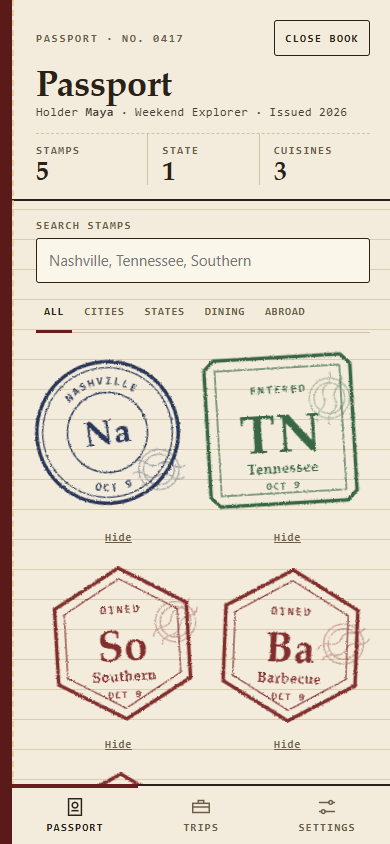 PASSPORT · NO. 0417
CLOSE BOOK
Passport
Holder Maya · Weekend Explorer · Issued 2026
STAMPS
5
STATE
1
CUISINES
3
SEARCH STAMPS
Nashville, Tennessee, Southern
ALL
CITIES
STATES
DINING
ABROAD
NASHVILLE
Na
OCT 9
ENTERED
TN
Tennessee
OCT 9
Hide
Hide
DINED
So
Southern
OCT 9
DINED
Ba
Barbecue
OCT 9
Hide
Hide
PASSPORT
TRIPS
SETTINGS